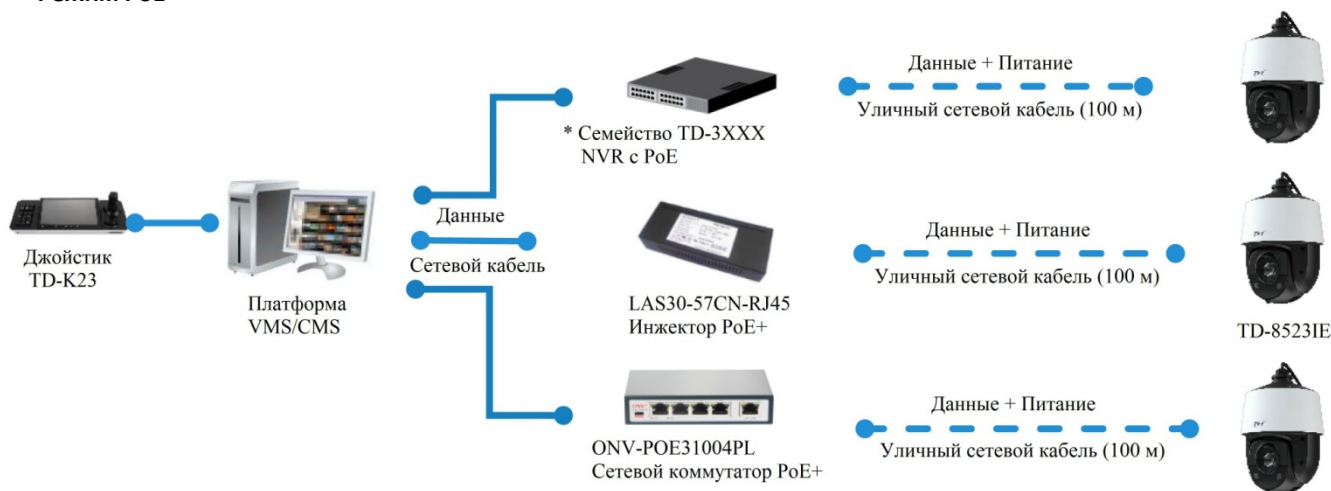 Данные + Питание
Уличный сетевой кабель (100 м)
* Семейство TD-3XXX
NVR с PoE
Данные
Сетевой кабель
Джойстик
TD-K23
Платформа
VMS/CMS
Данные + Питание
Уличный сетевой кабель (100 м)
LAS30-57CN-RJ45
Инжектор PoE+
TD-8523IE
Данные + Питание
Уличный сетевой кабель (100 м)
ONV-POE31004PL
Сетевой коммутатор PoE+